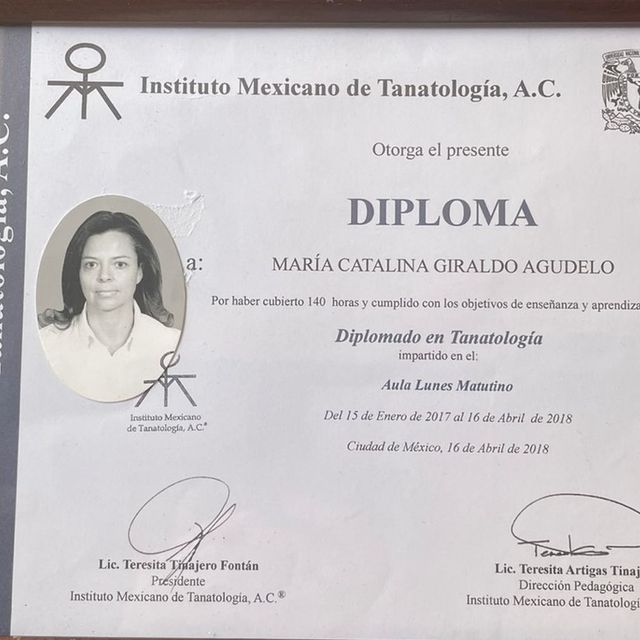 Tanatología, A.C.
Instituto Mexicano de Tanatología, A.C.
Otorga el presente
DIPLOMA
a:
MARÍA CATALINA GIRALDO AGUDELO
Por haber cubierto 140 horas y cumplido con los objetivos de enseñanza y aprendiza
Diplomado en Tanatología
impartido en el:
Aula Lunes Matutino
Del 15 de Enero de 2017 al 16 de Abril de 2018
Ciudad de México, 16 de Abril de 2018
Instituto Mexicano
de Tanatología, A.C.®
Lic. Teresita Tinajero Fontán
Presidente
Instituto Mexicano de Tanatología, A.C.®
Lic. Teresita Artigas Tinaj
Dirección Pedagógica
Instituto Mexicano de Tanatologí